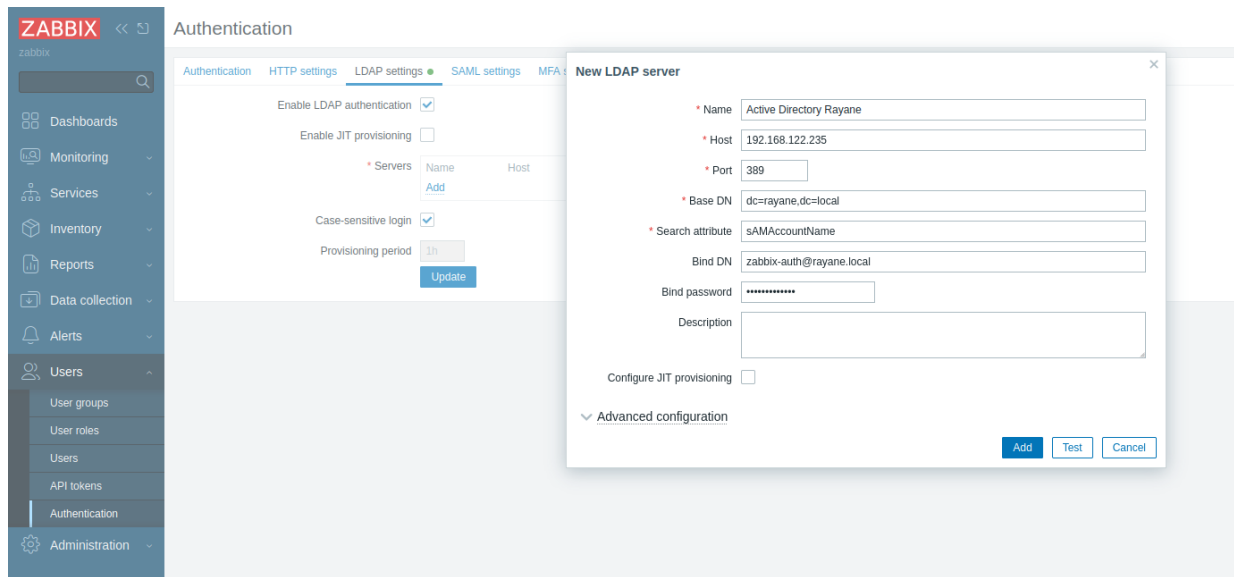 ZABBIX
zabbix
Dashboards
Monitoring
Services
Inventory
Reports
Data collection
Alerts
Users
User groups
User roles
Users
API tokens
Authentication
Administration
Authentication
Authentication HTTP settings LDAP settings SAML settings MFA s
Enable LDAP authentication
Enable JIT provisioning
* Servers Name Host
Add
Case-sensitive login
Provisioning period 1h
Update
New LDAP server
* Name Active Directory Rayane
* Host 192.168.122.235
* Port 389
* Base DN dc=rayane,dc=local
* Search attribute sAMAccountName
Bind DN zabbix-auth@rayane.local
Bind password •••••••••••••
Description
Configure JIT provisioning
Advanced configuration
Add Test Cancel